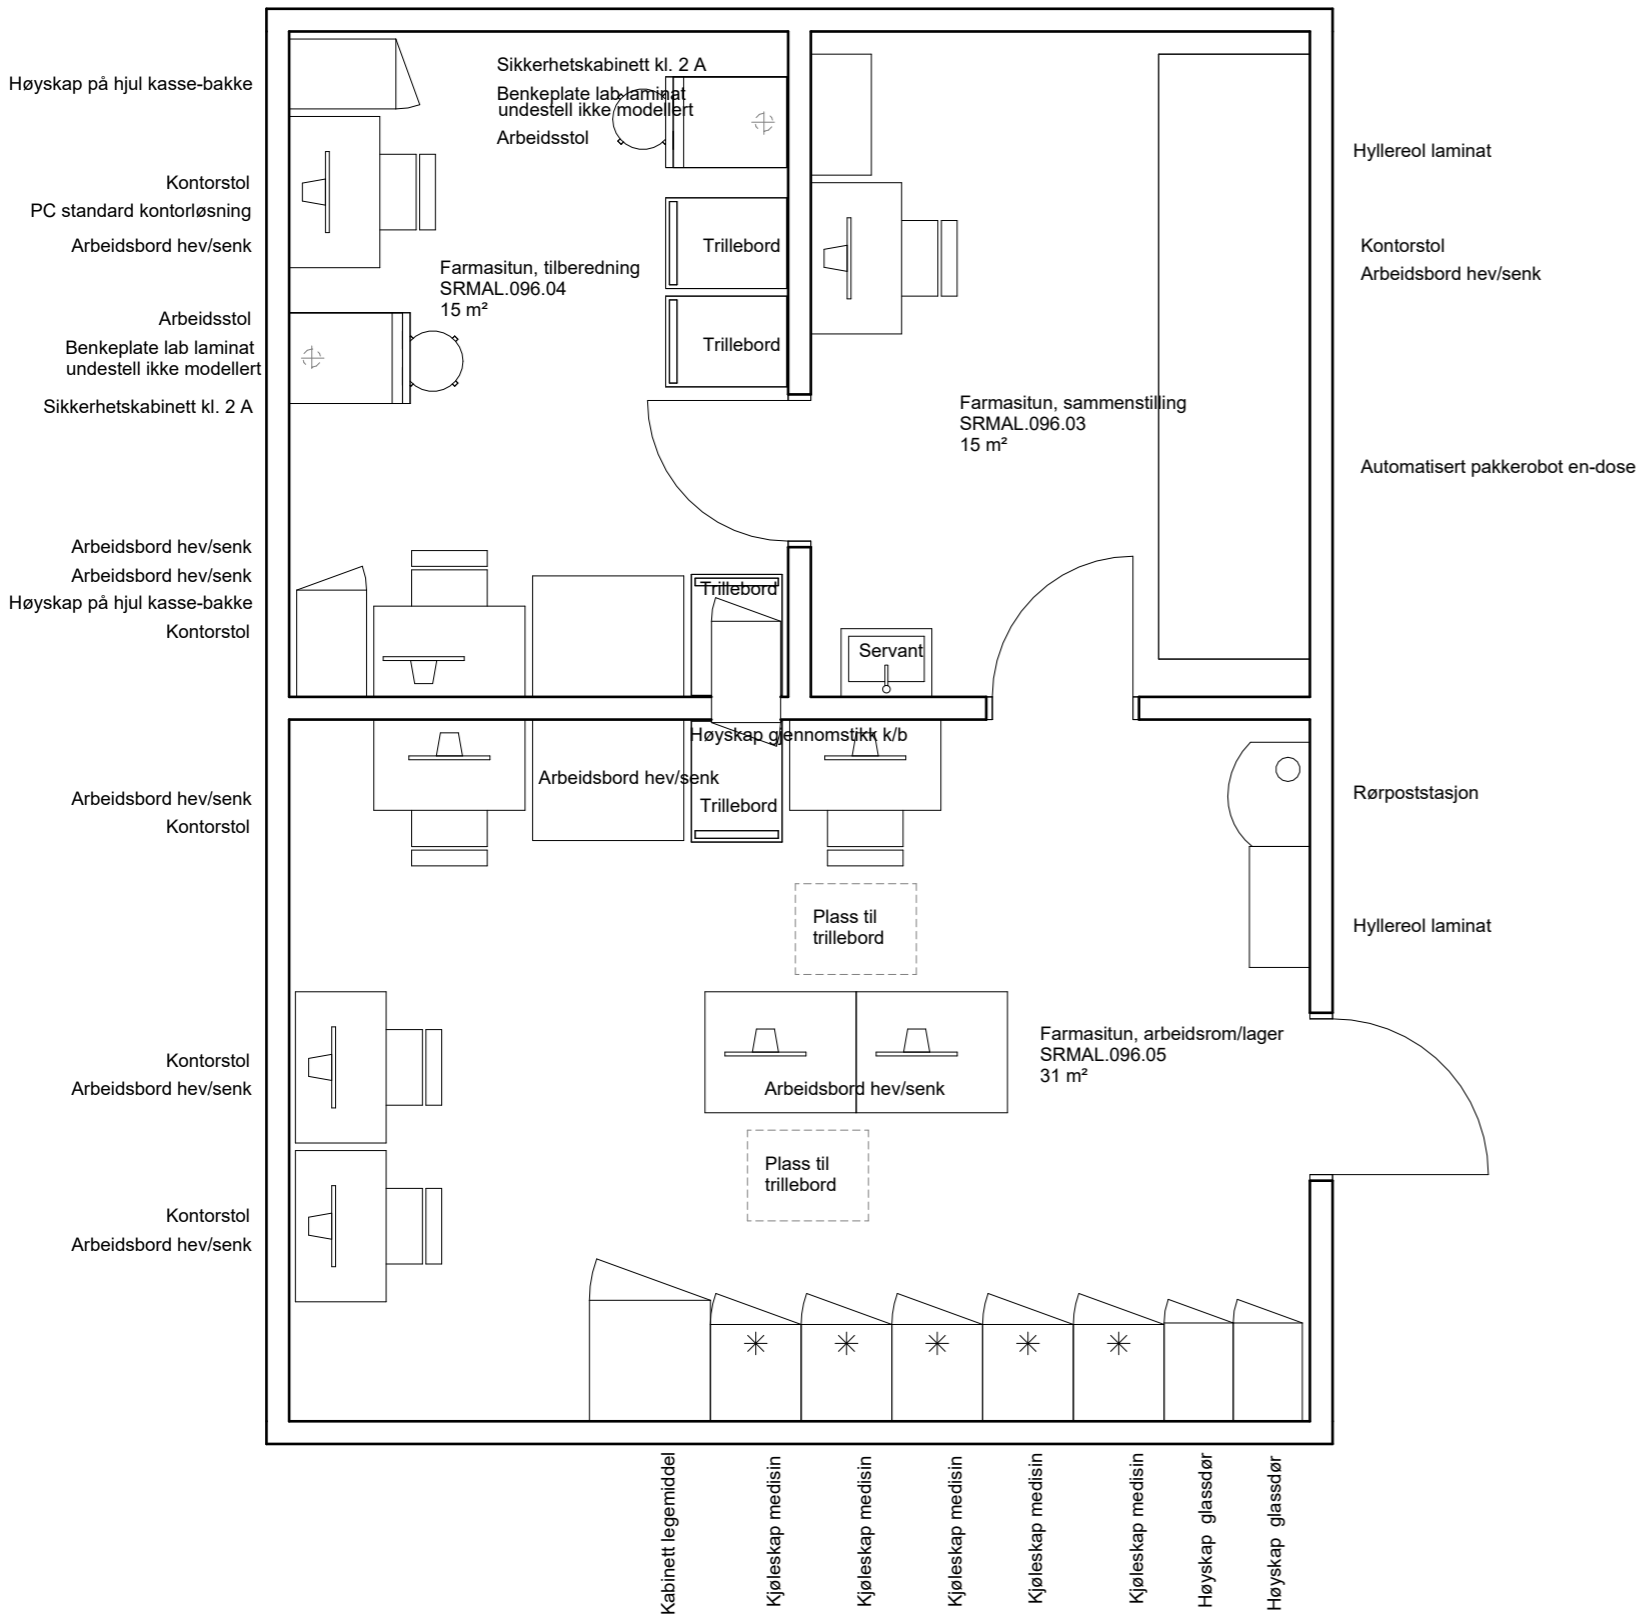 Høyskap på hjul kasse-bakke
Sikkerhetskabinett kl. 2 A
Benkeplate lab laminat
undestell ikke modellert
Arbeidsstol
Hyllereol laminat
Kontorstol
PC standard kontorløsning
Arbeidsbord hev/senk
Trillebord
Kontorstol
Arbeidsbord hev/senk
Farmasitun, tilberedning
SRMAL.096.04
15 m²
Arbeidsstol
Benkeplate lab laminat
undestell ikke modellert
Sikkerhetskabinett kl. 2 A
Trillebord
Farmasitun, sammenstilling
SRMAL.096.03
15 m²
Automatisert pakkerobot en-dose
Arbeidsbord hev/senk
Arbeidsbord hev/senk
Høyskap på hjul kasse-bakke
Kontorstol
Trillebord
Servant
Høyskap gjennomstikk k/b
Arbeidsbord hev/senk
Trillebord
Arbeidsbord hev/senk
Kontorstol
Rørpoststasjon
Plass til
trillebord
Hyllereol laminat
Farmasitun, arbeidsrom/lager
SRMAL.096.05
31 m²
Kontorstol
Arbeidsbord hev/senk
Arbeidsbord hev/senk
Plass til
trillebord
Kontorstol
Arbeidsbord hev/senk
Kabinett legemiddel
Kjøleskap medisin
Kjøleskap medisin
Kjøleskap medisin
Kjøleskap medisin
Kjøleskap medisin
Høyskap glassdør
Høyskap glassdør